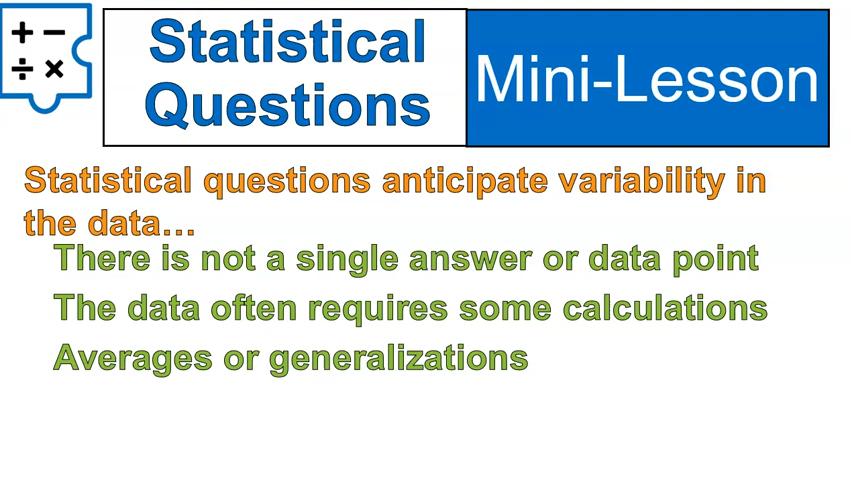 + −
÷ ×
Statistical
Questions
Mini-Lesson
Statistical questions anticipate variability in
the data…
There is not a single answer or data point
The data often requires some calculations
Averages or generalizations